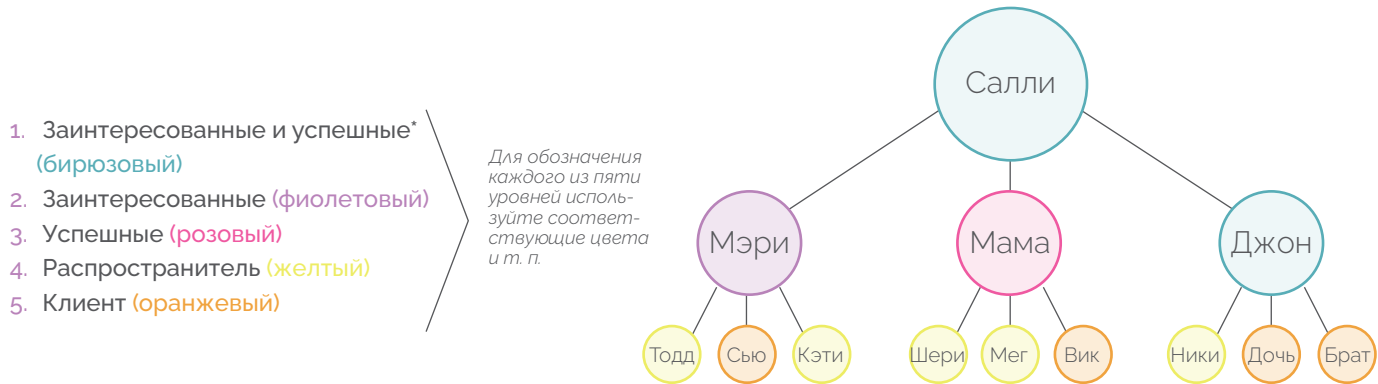 1. Заинтересованные и успешные*
(бирюзовый)
2. Заинтересованные (фиолетовый)
3. Успешные (розовый)
4. Распространитель (желтый)
5. Клиент (оранжевый)
Для обозначения
каждого из пяти
уровней исполь-
зуйте соответ-
ствующие цвета
и т. п.
Салли
Мэри
Мама
Джон
Тодд
Сью
Кэти
Шери
Мег
Вик
Ники
Дочь
Брат